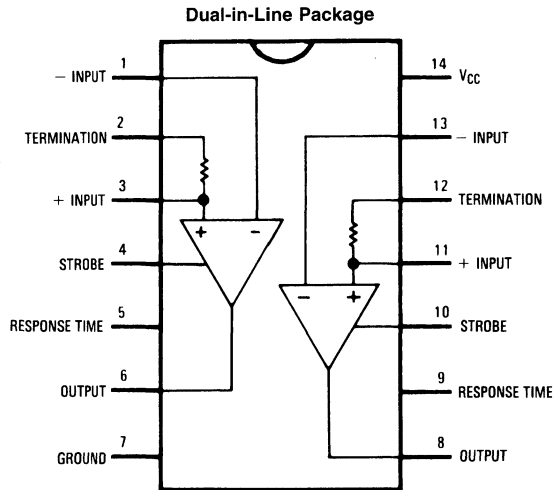 Dual-in-Line Package
1
− INPUT
2
TERMINATION
3
+ INPUT
4
STROBE
5
RESPONSE TIME
6
OUTPUT
7
GROUND
14
VCC
13
− INPUT
12
TERMINATION
11
+ INPUT
10
STROBE
9
RESPONSE TIME
8
OUTPUT
+ −
− +